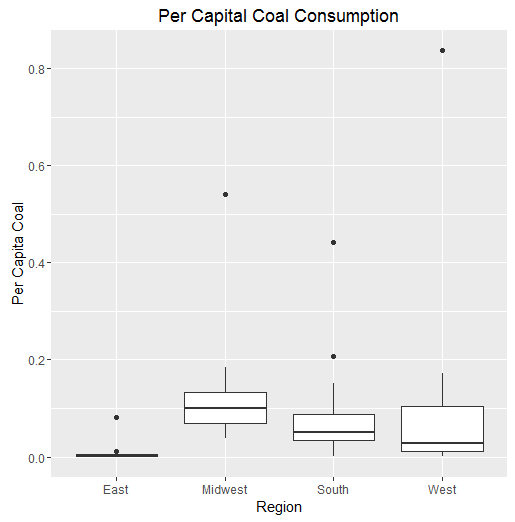 Per Capital Coal Consumption
Per Capita Coal
0.8
0.6
0.4
0.2
0.0
East Midwest South West
Region